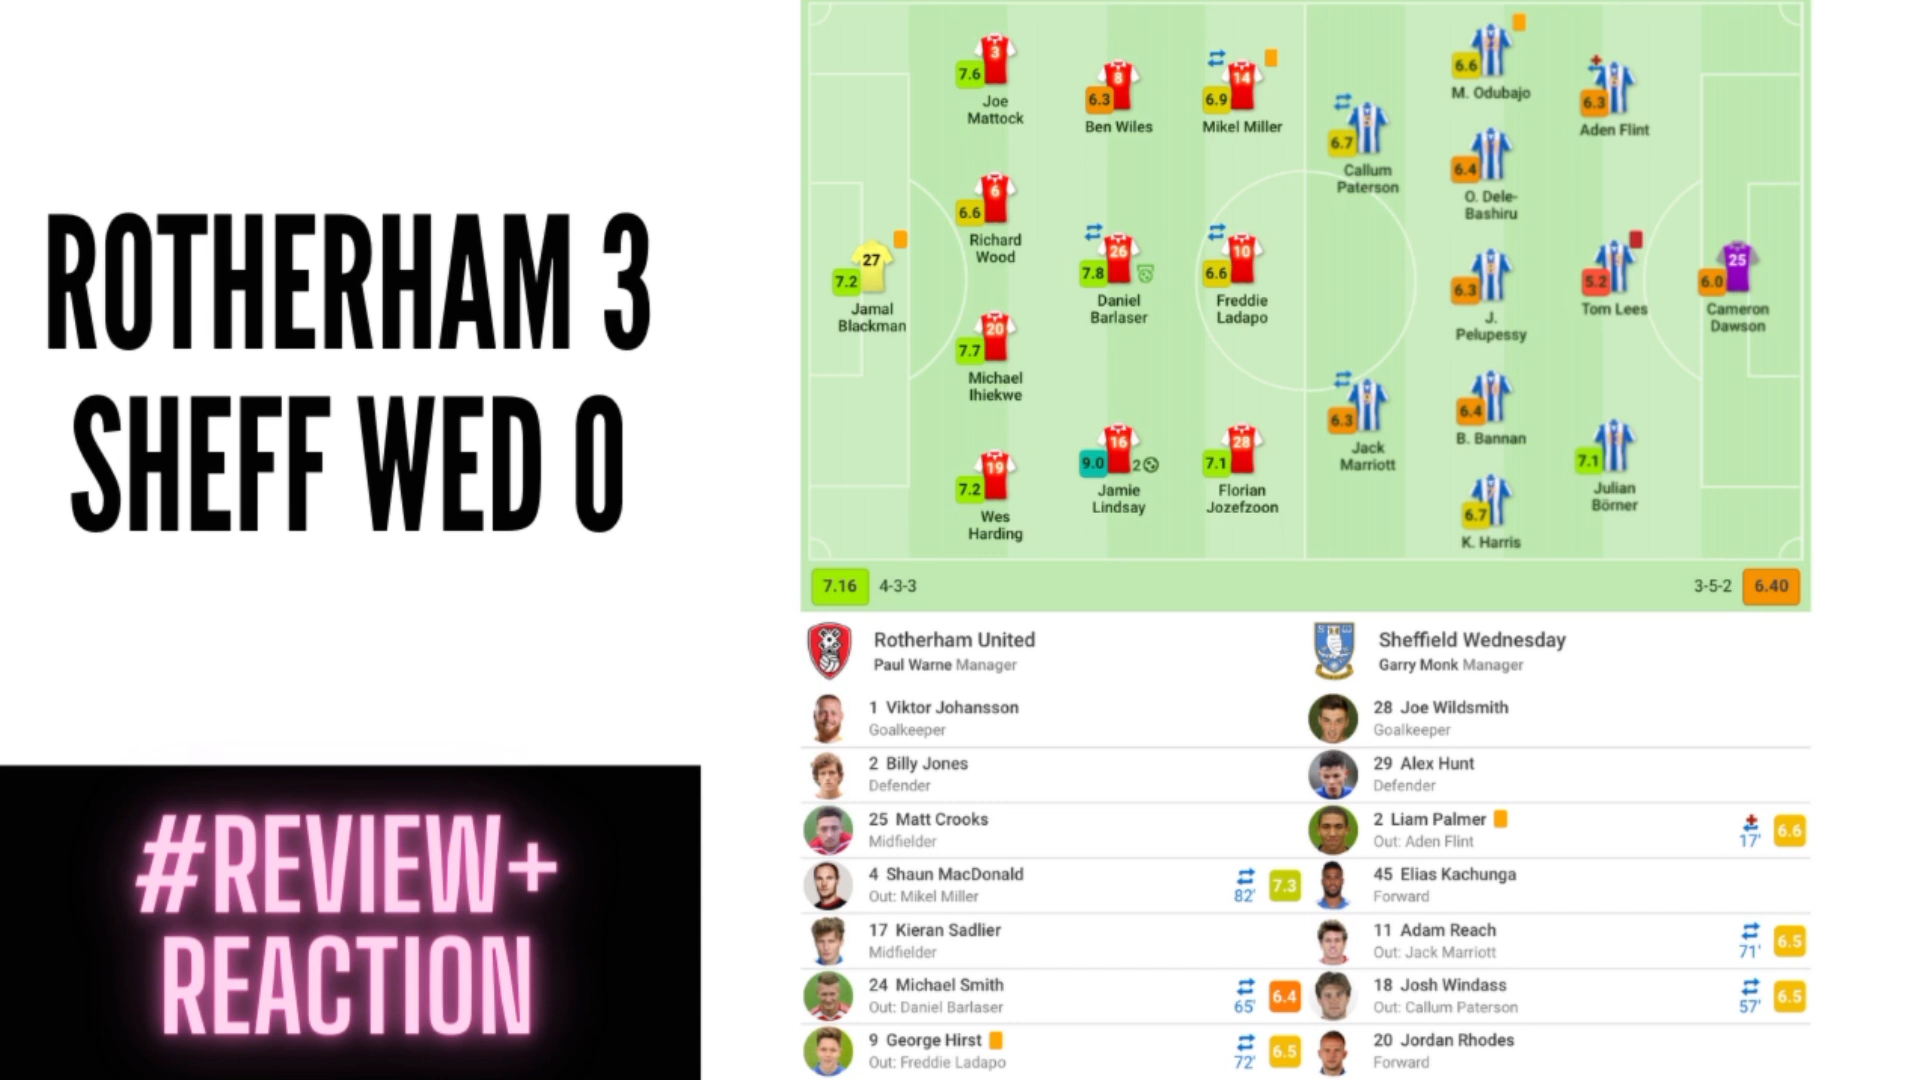 ROTHERHAM 3
SHEFF WED 0
#REVIEW+
REACTION
27
7.2
Jamal
Blackman
3
7.6
Joe
Mattock
6
6.6
Richard
Wood
20
7.7
Michael
Ihiekwe
19
7.2
Wes
Harding
8
6.3
Ben Wiles
26
7.8
Daniel
Barlaser
16
9.0
2
Jamie
Lindsay
14
6.9
Mikel Miller
10
6.6
Freddie
Ladapo
28
7.1
Florian
Jozefzoon
6.7
Callum
Paterson
6.3
Jack
Marriott
6.6
M. Odubajo
6.4
O. Dele-
Bashiru
6.3
J.
Pelupessy
6.4
B. Bannan
6.7
K. Harris
6.3
Aden Flint
5.2
Tom Lees
7.1
Julian
Börner
25
6.0
Cameron
Dawson
7.16 4-3-3
3-5-2 6.40
Rotherham United
Paul Warne Manager
1 Viktor Johansson
Goalkeeper
2 Billy Jones
Defender
25 Matt Crooks
Midfielder
4 Shaun MacDonald
Out: Mikel Miller
82' 7.3
17 Kieran Sadlier
Midfielder
24 Michael Smith
Out: Daniel Barlaser
65' 6.4
9 George Hirst
Out: Freddie Ladapo
72' 6.5
Sheffield Wednesday
Garry Monk Manager
28 Joe Wildsmith
Goalkeeper
29 Alex Hunt
Defender
2 Liam Palmer
Out: Aden Flint
17' 6.6
45 Elias Kachunga
Forward
11 Adam Reach
Out: Jack Marriott
71' 6.5
18 Josh Windass
Out: Callum Paterson
57' 6.5
20 Jordan Rhodes
Forward